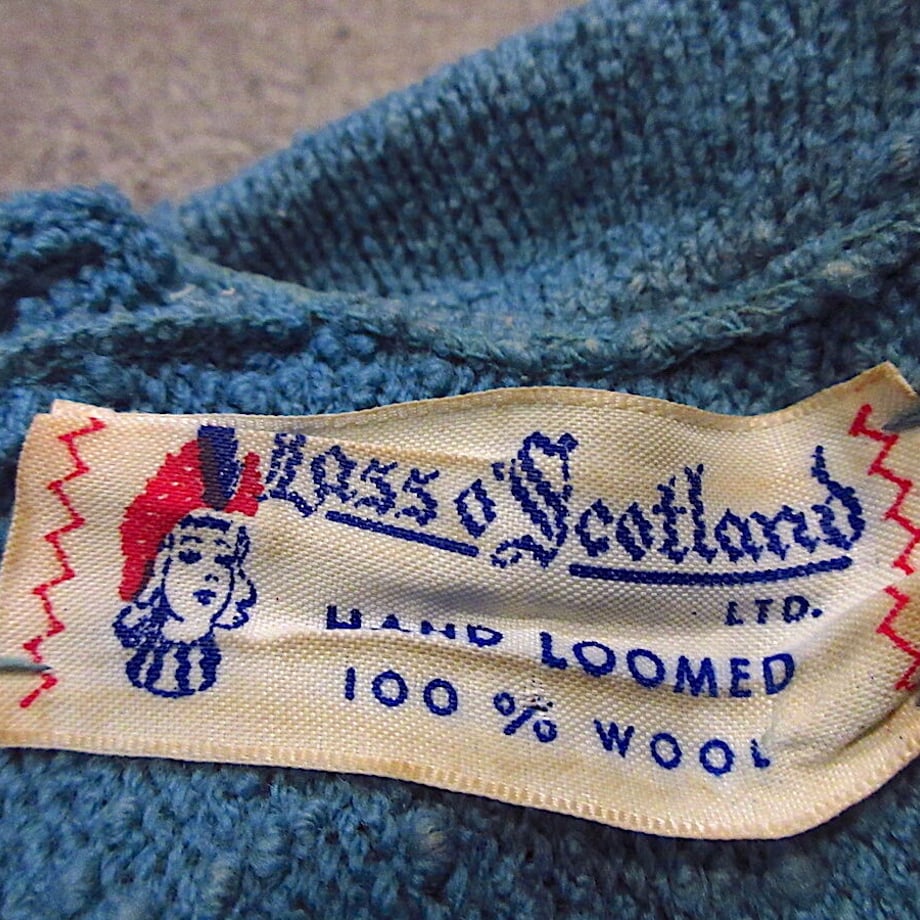 Lass o' Scotland
LTD.
HAND LOOMED
100 % WOOL